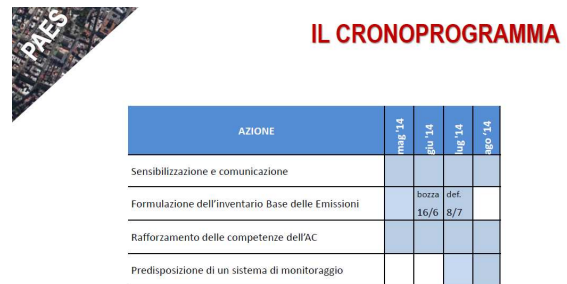 PAES
IL CRONOPROGRAMMA
AZIONE mag '14 giu '14 lug '14 ago '14
Sensibilizzazione e comunicazione
Formulazione dell'inventario Base delle Emissioni bozza 16/6 def. 8/7
Rafforzamento delle competenze dell'AC
Predisposizione di un sistema di monitoraggio